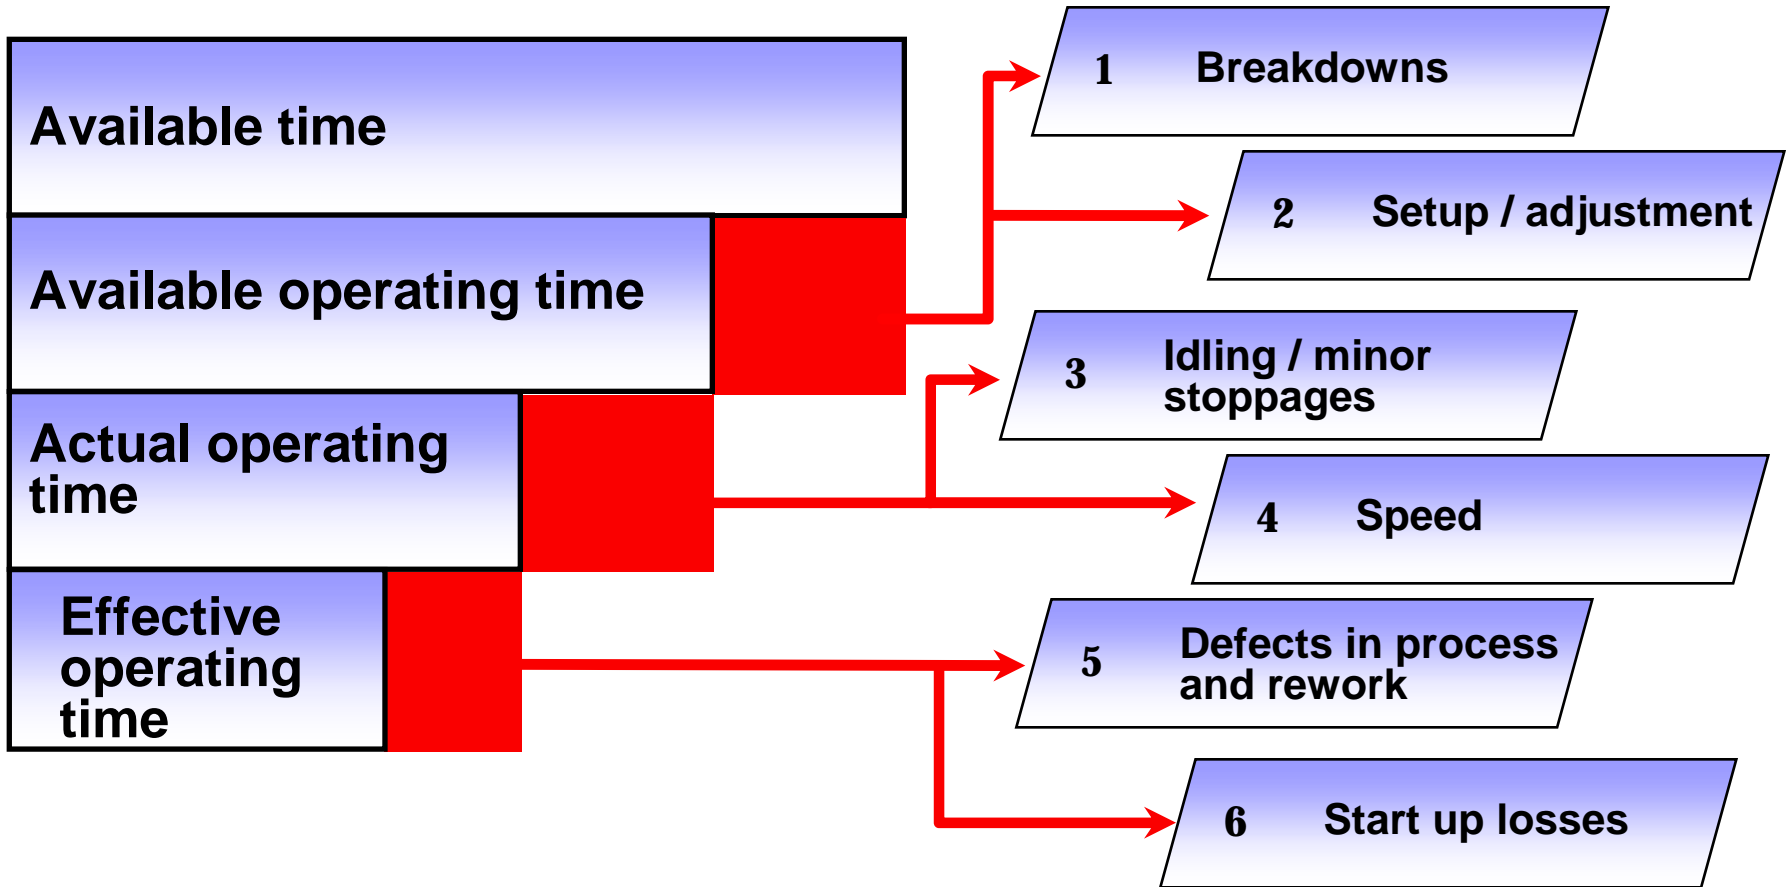 Available time
Available operating time
Actual operating
time
Effective
operating
time
1 Breakdowns
2 Setup / adjustment
3 Idling / minor
stoppages
4 Speed
5 Defects in process
and rework
6 Start up losses